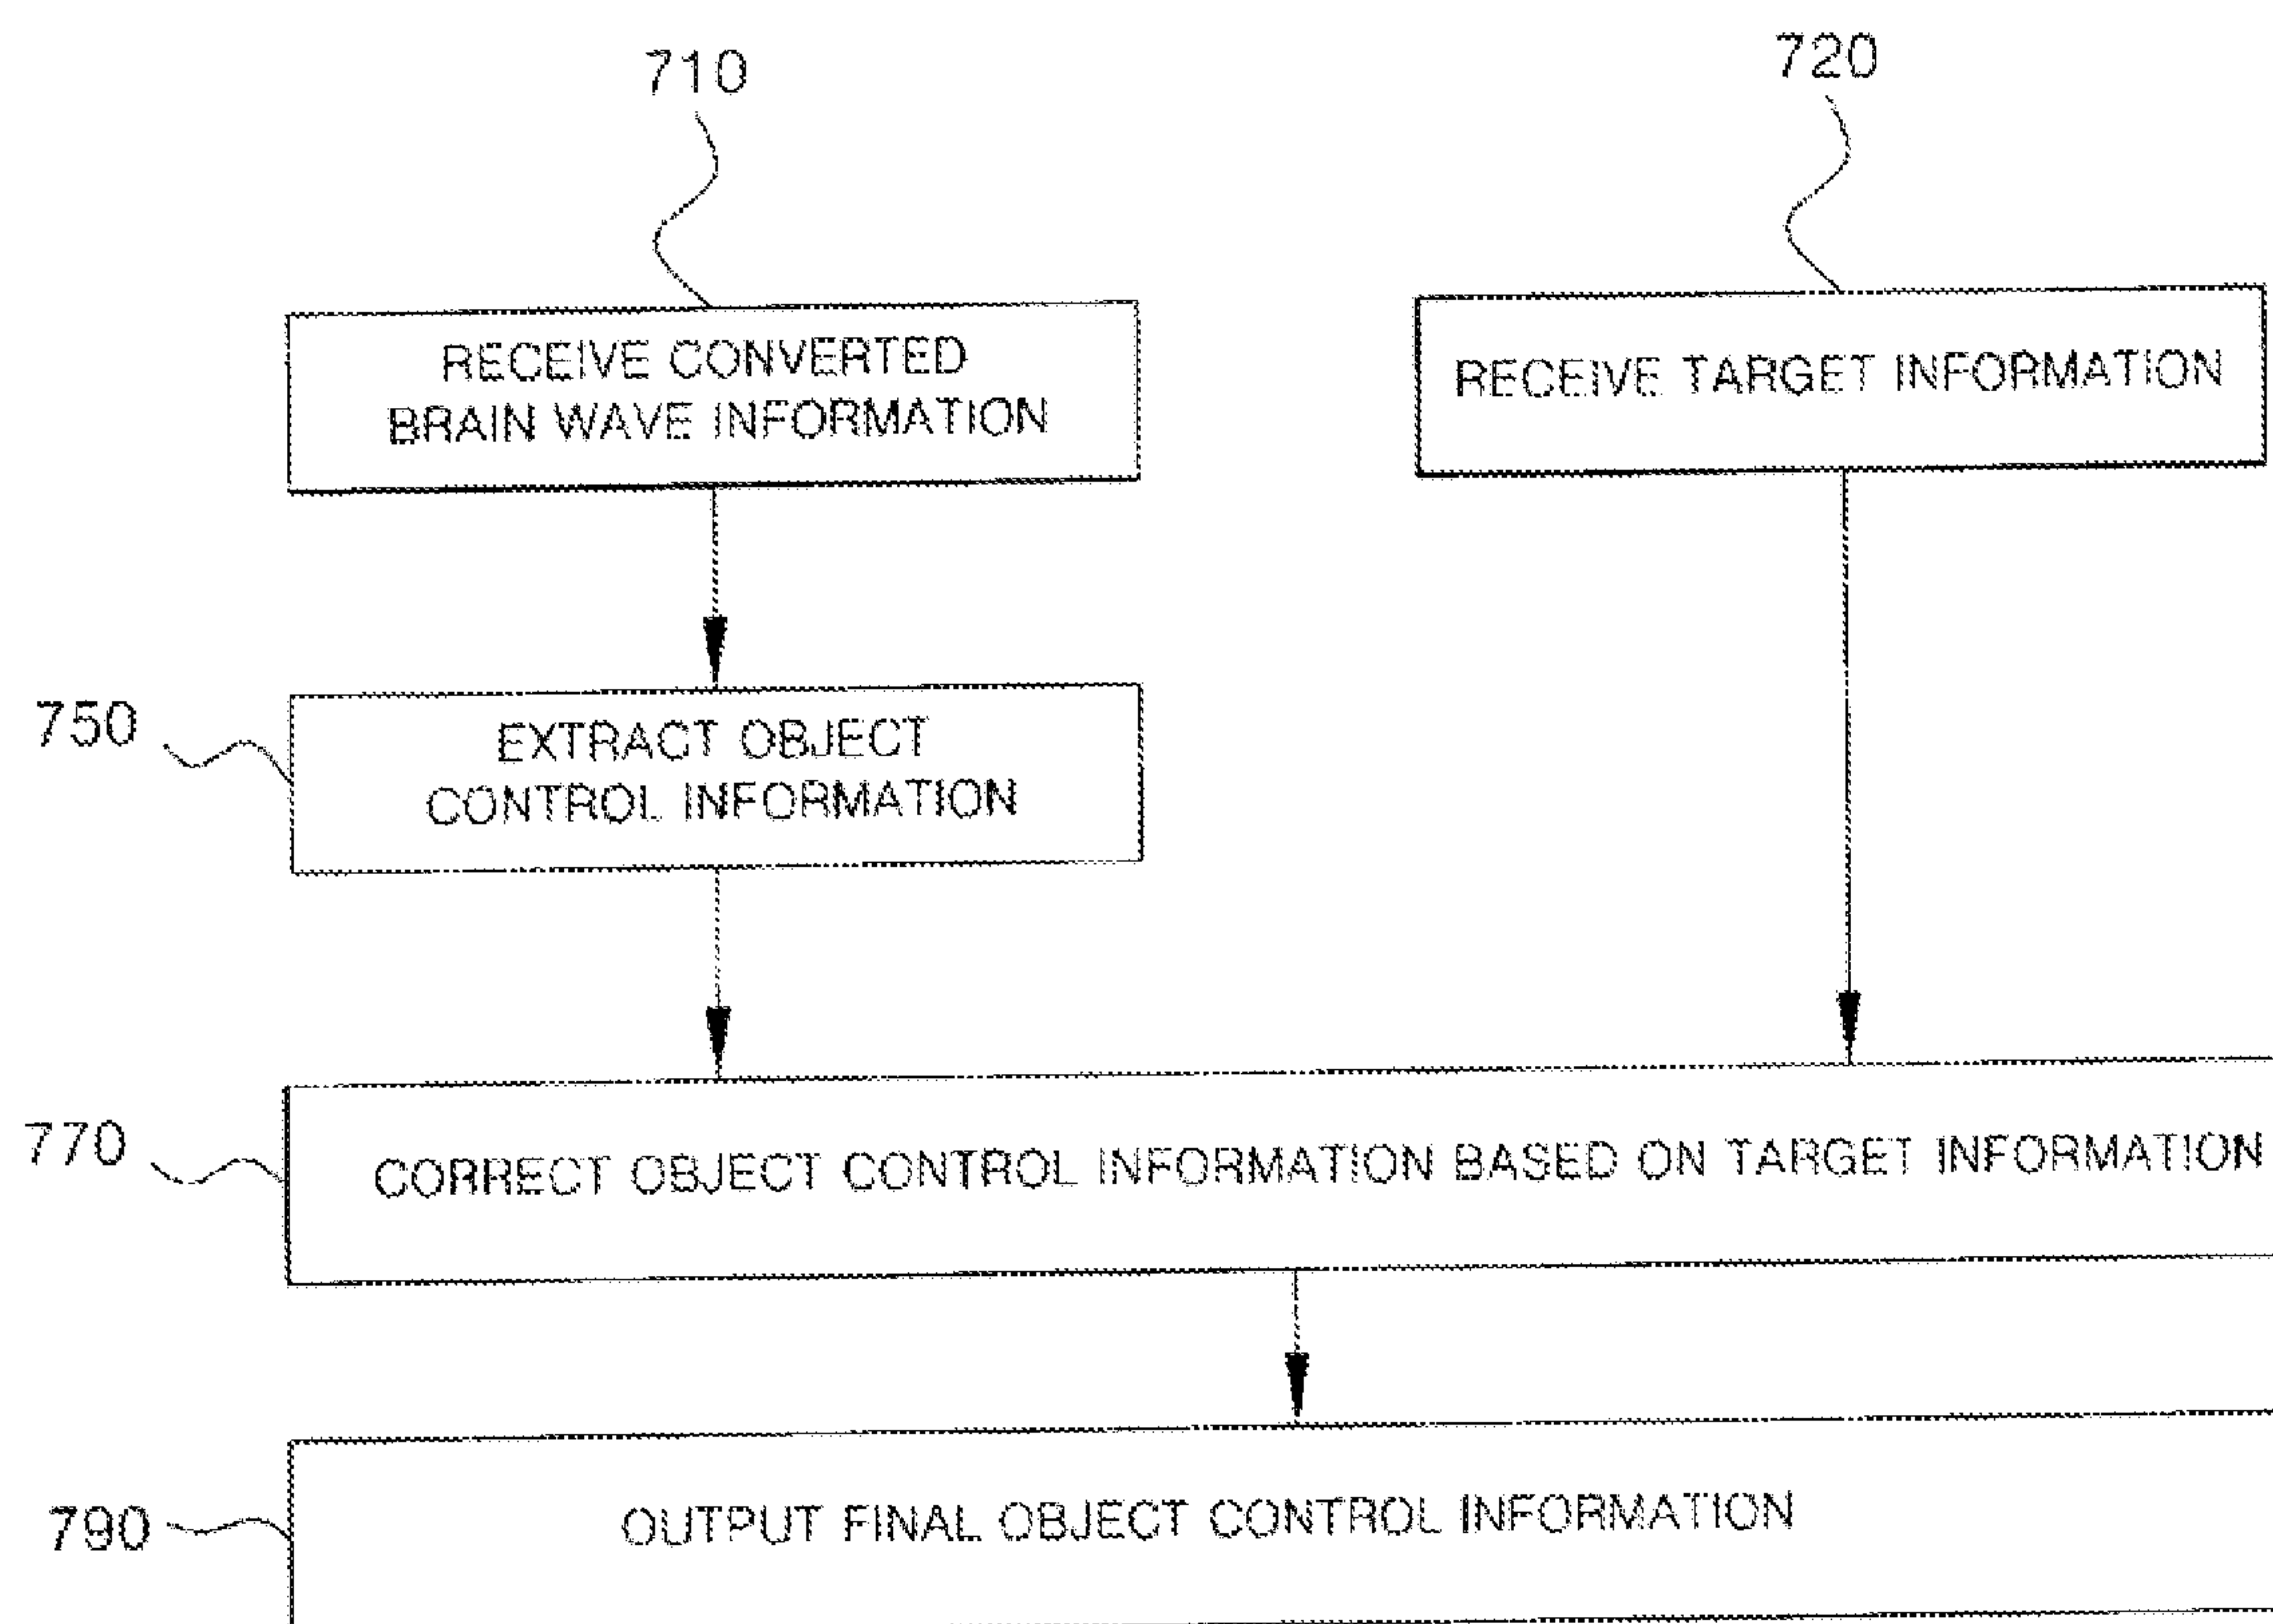 710
720
RECEIVE CONVERTED
BRAIN WAVE INFORMATION
RECEIVE TARGET INFORMATION
750
EXTRACT OBJECT
CONTROL INFORMATION
770
CORRECT OBJECT CONTROL INFORMATION BASED ON TARGET INFORMATION
790
OUTPUT FINAL OBJECT CONTROL INFORMATION